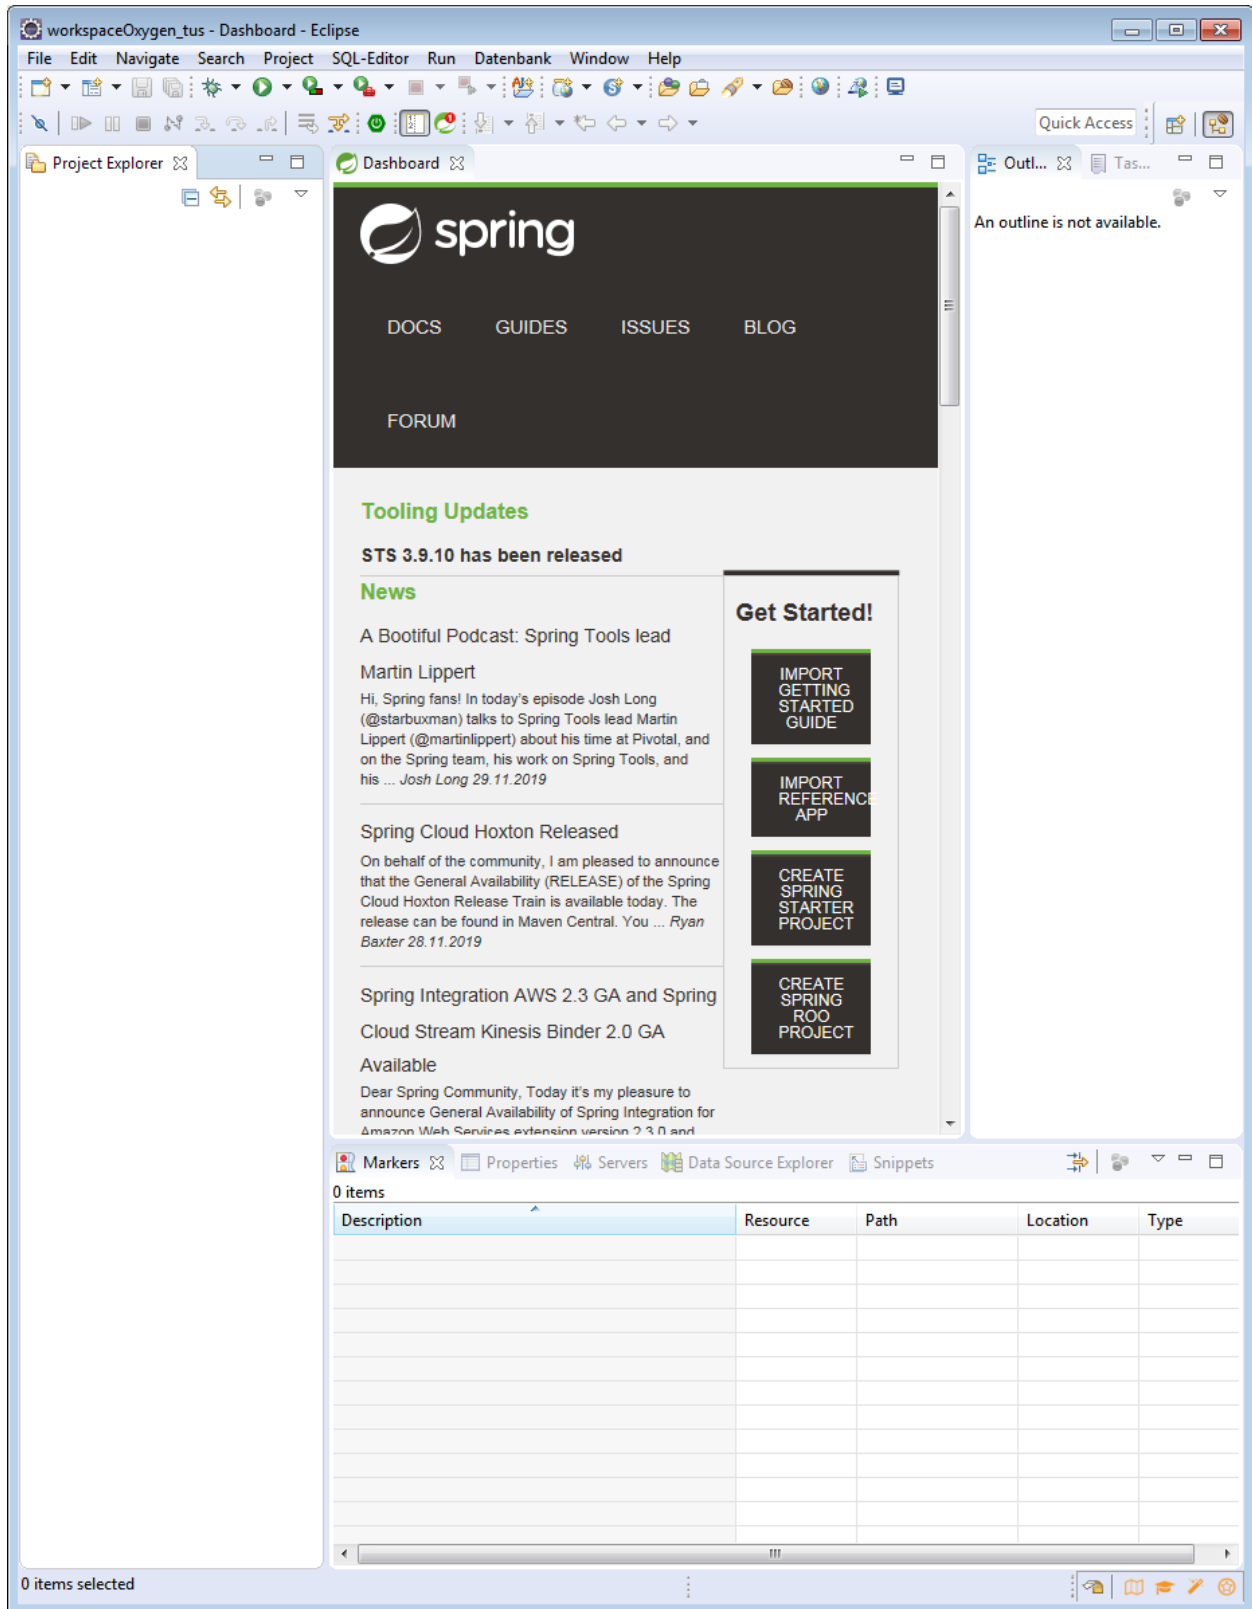 workspaceOxygen_tus - Dashboard - Eclipse
File Edit Navigate Search Project SQL-Editor Run Datenbank Window Help
Quick Access
Project Explorer
Dashboard
Outl... Tas...
An outline is not available.
spring
DOCS GUIDES ISSUES BLOG
FORUM
Tooling Updates
STS 3.9.10 has been released
News
A Bootiful Podcast: Spring Tools lead
Martin Lippert
Hi, Spring fans! In today's episode Josh Long
(@starbuxman) talks to Spring Tools lead Martin
Lippert (@martinlippert) about his time at Pivotal, and
on the Spring team, his work on Spring Tools, and
his ... Josh Long 29.11.2019
Spring Cloud Hoxton Released
On behalf of the community, I am pleased to announce
that the General Availability (RELEASE) of the Spring
Cloud Hoxton Release Train is available today. The
release can be found in Maven Central. You ... Ryan
Baxter 28.11.2019
Spring Integration AWS 2.3 GA and Spring
Cloud Stream Kinesis Binder 2.0 GA
Available
Dear Spring Community, Today it's my pleasure to
announce General Availability of Spring Integration for
Amazon Web Services extension version 2.3.0 and
Get Started!
IMPORT
GETTING
STARTED
GUIDE
IMPORT
REFERENCE
APP
CREATE
SPRING
STARTER
PROJECT
CREATE
SPRING
ROO
PROJECT
Markers Properties Servers Data Source Explorer Snippets
0 items
Description Resource Path Location Type
0 items selected